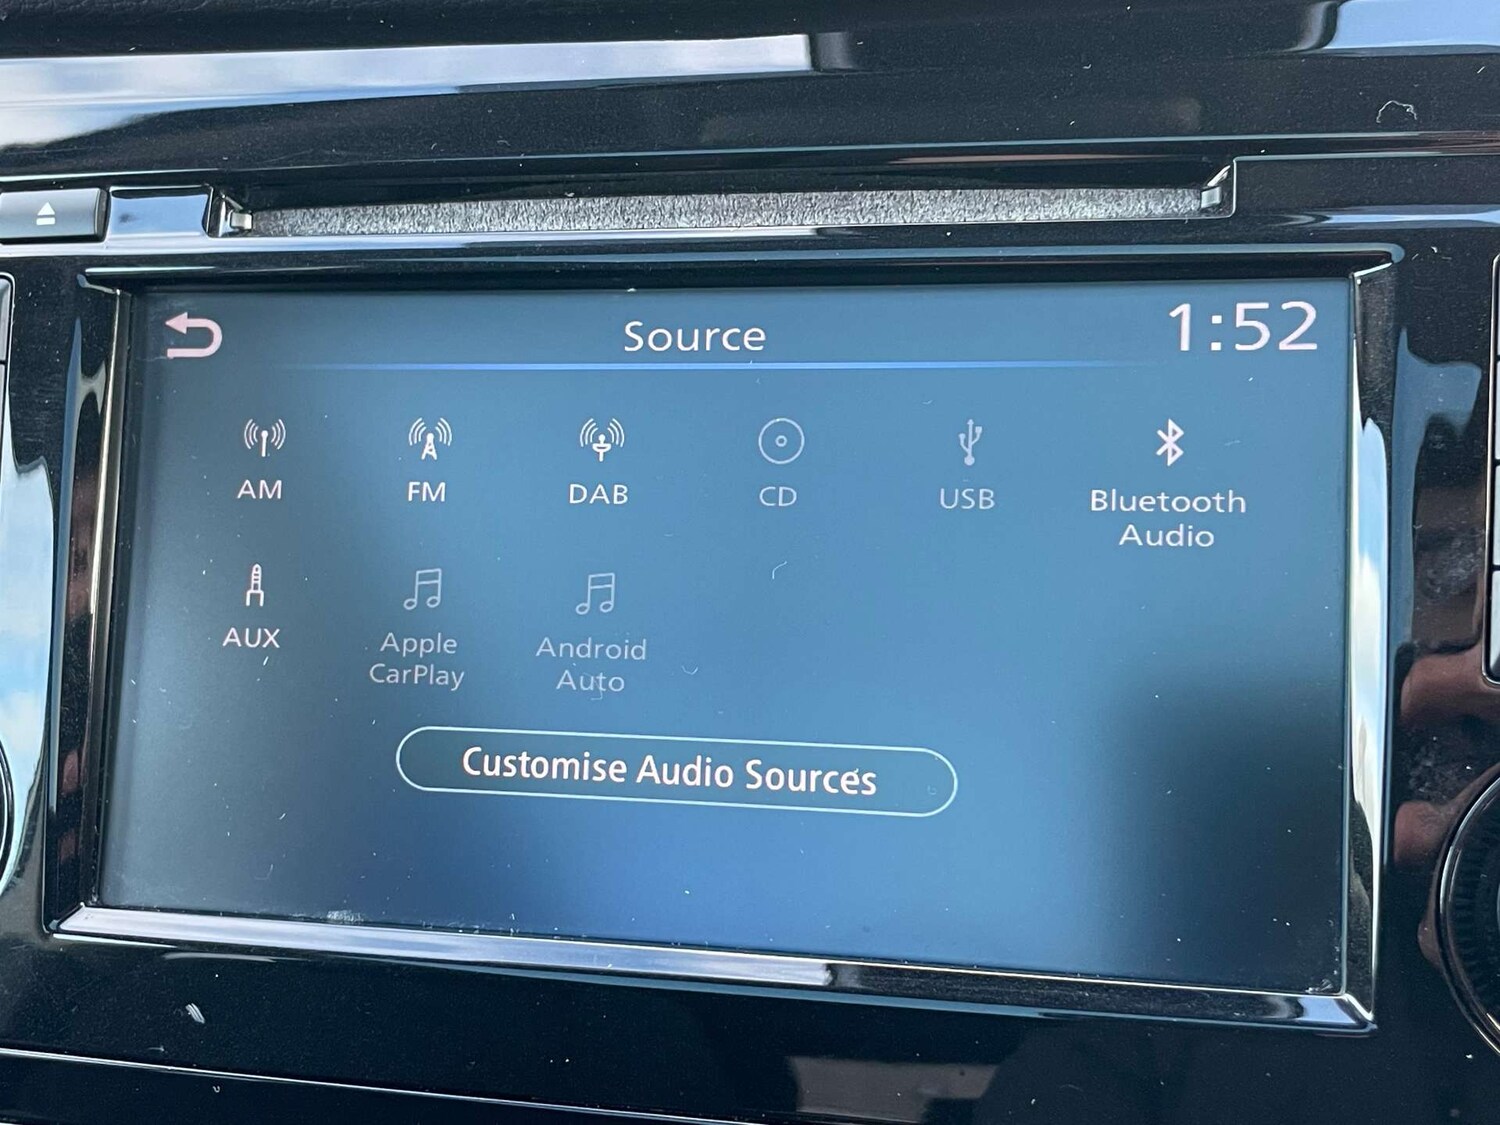 Source
1:52
AM
FM
DAB
CD
USB
Bluetooth
Audio
AUX
Apple
CarPlay
Android
Auto
Customise Audio Sources